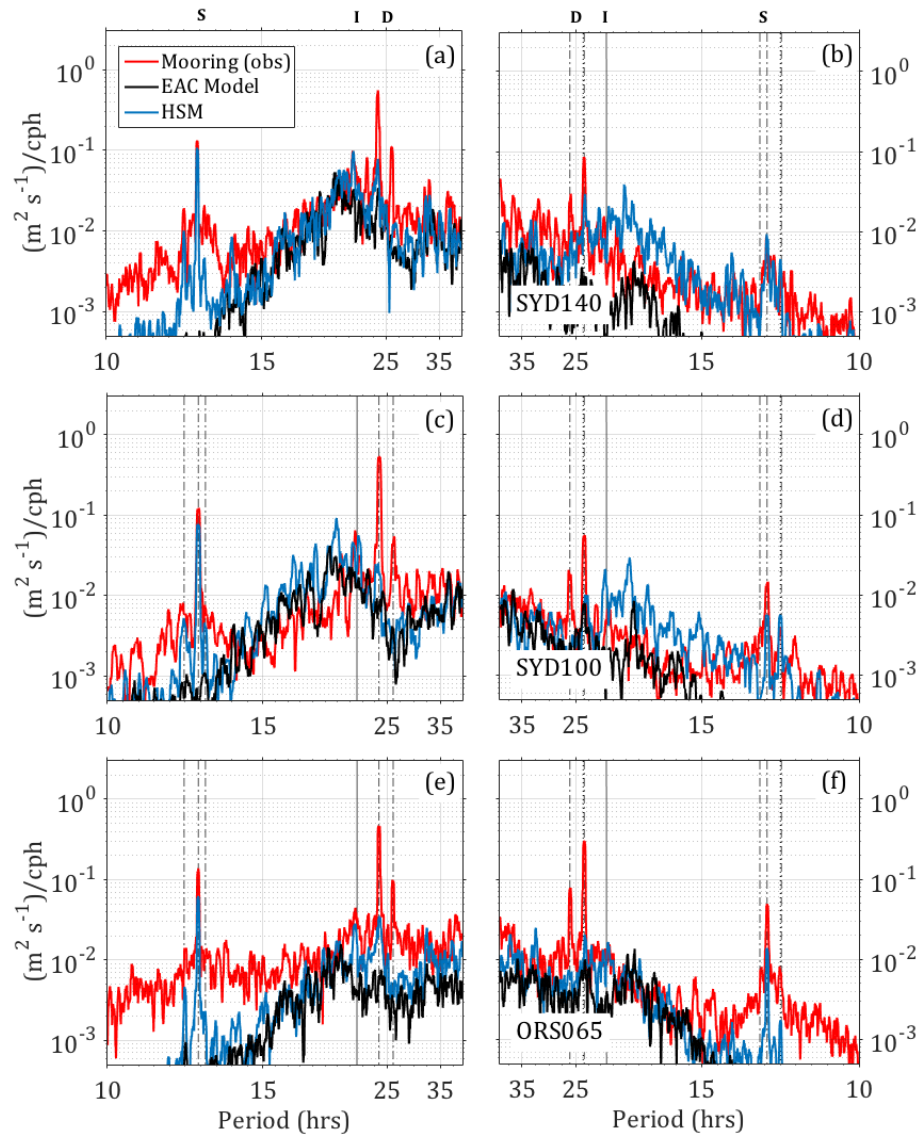 S I D D I S
(a) (b)
Mooring (obs)
EAC Model
HSM
(m² s⁻¹)/cph
10⁰ 10⁰
10⁻¹ 10⁻¹
10⁻² 10⁻²
10⁻³ 10⁻³
SYD140
10 15 25 35 35 25 15 10
(c) (d)
(m² s⁻¹)/cph
10⁰ 10⁰
10⁻¹ 10⁻¹
10⁻² 10⁻²
10⁻³ 10⁻³
SYD100
10 15 25 35 35 25 15 10
(e) (f)
(m² s⁻¹)/cph
10⁰ 10⁰
10⁻¹ 10⁻¹
10⁻² 10⁻²
10⁻³ 10⁻³
ORS065
10 15 25 35 35 25 15 10
Period (hrs) Period (hrs)